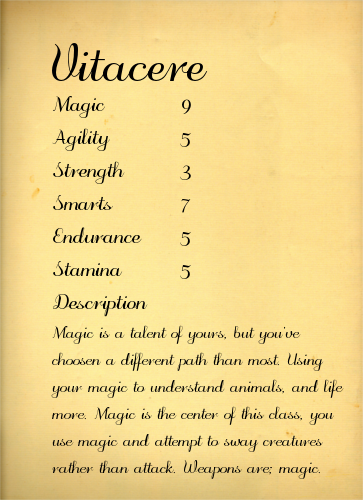 Vitacere
Magic 9
Agility 5
Strength 3
Smarts 7
Endurance 5
Stamina 5
Description
Magic is a talent of yours, but you've
choosen a different path than most. Using
your magic to understand animals, and life
more. Magic is the center of this class, you
use magic and attempt to sway creatures
rather than attack. Weapons are; magic.